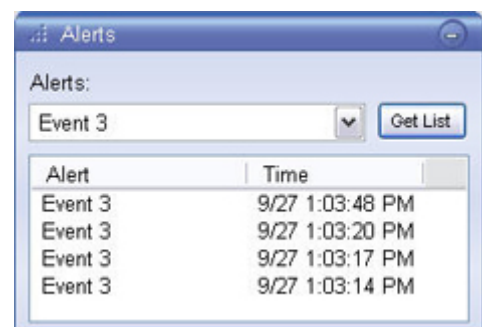 Alerts
Alerts:
Event 3 Get List
Alert Time
Event 3 9/27 1:03:48 PM
Event 3 9/27 1:03:20 PM
Event 3 9/27 1:03:17 PM
Event 3 9/27 1:03:14 PM